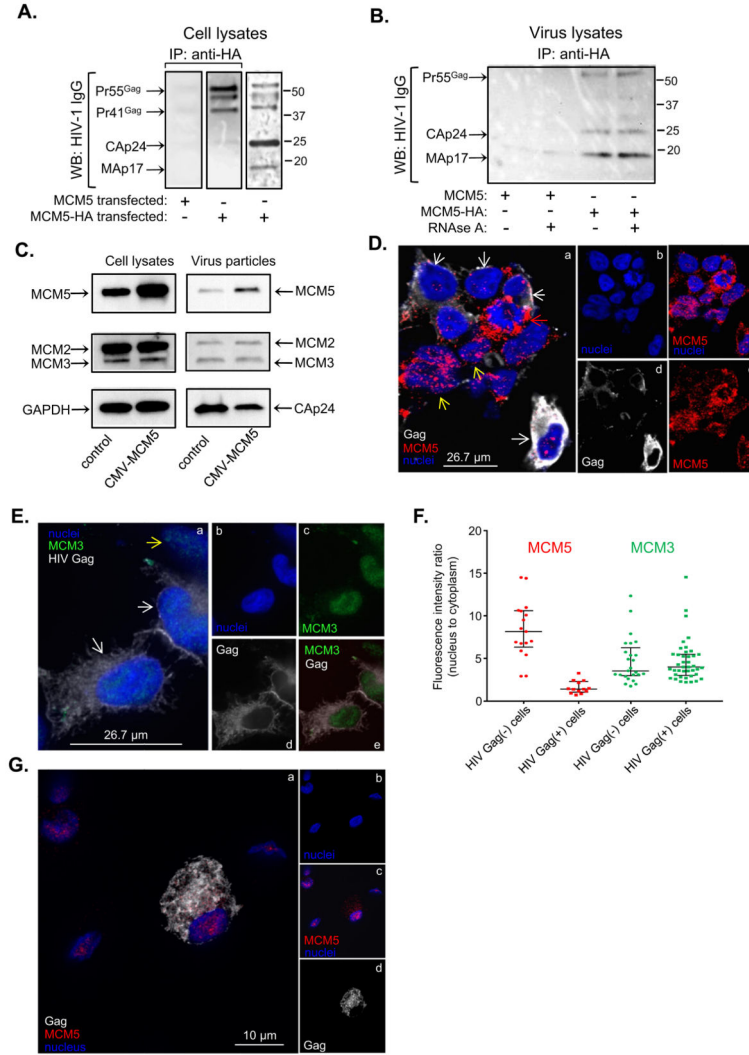 A.
Cell lysates
IP: anti-HA
WB: HIV-1 IgG
Pr55Gag
Pr41Gag
CAp24
MAp17
50
37
25
20
MCM5 transfected: + - -
MCM5-HA transfected: - + +
B.
Virus lysates
IP: anti-HA
WB: HIV-1 IgG
Pr55Gag
CAp24
MAp17
50
37
25
20
MCM5: + + - -
MCM5-HA: - - + +
RNAse A: - + - +
C.
Cell lysates
Virus particles
MCM5
MCM5
MCM2
MCM3
MCM2
MCM3
GAPDH
CAp24
control
CMV-MCM5
control
CMV-MCM5
D.
a
Gag
MCM5
nuclei
26.7 µm
b
nuclei
MCM5
nuclei
d
Gag
MCM5
E.
nuclei
MCM3
HIV Gag
a
26.7 µm
b
nuclei
c
MCM3
Gag
d
MCM3
Gag
e
F.
MCM5
MCM3
Fluorescence intensity ratio
(nucleus to cytoplasm)
20
15
10
5
0
HIV Gag(-) cells
HIV Gag(+) cells
HIV Gag(-) cells
HIV Gag(+) cells
G.
a
Gag
MCM5
nucleus
10 µm
b
nuclei
c
MCM5
nuclei
d
Gag